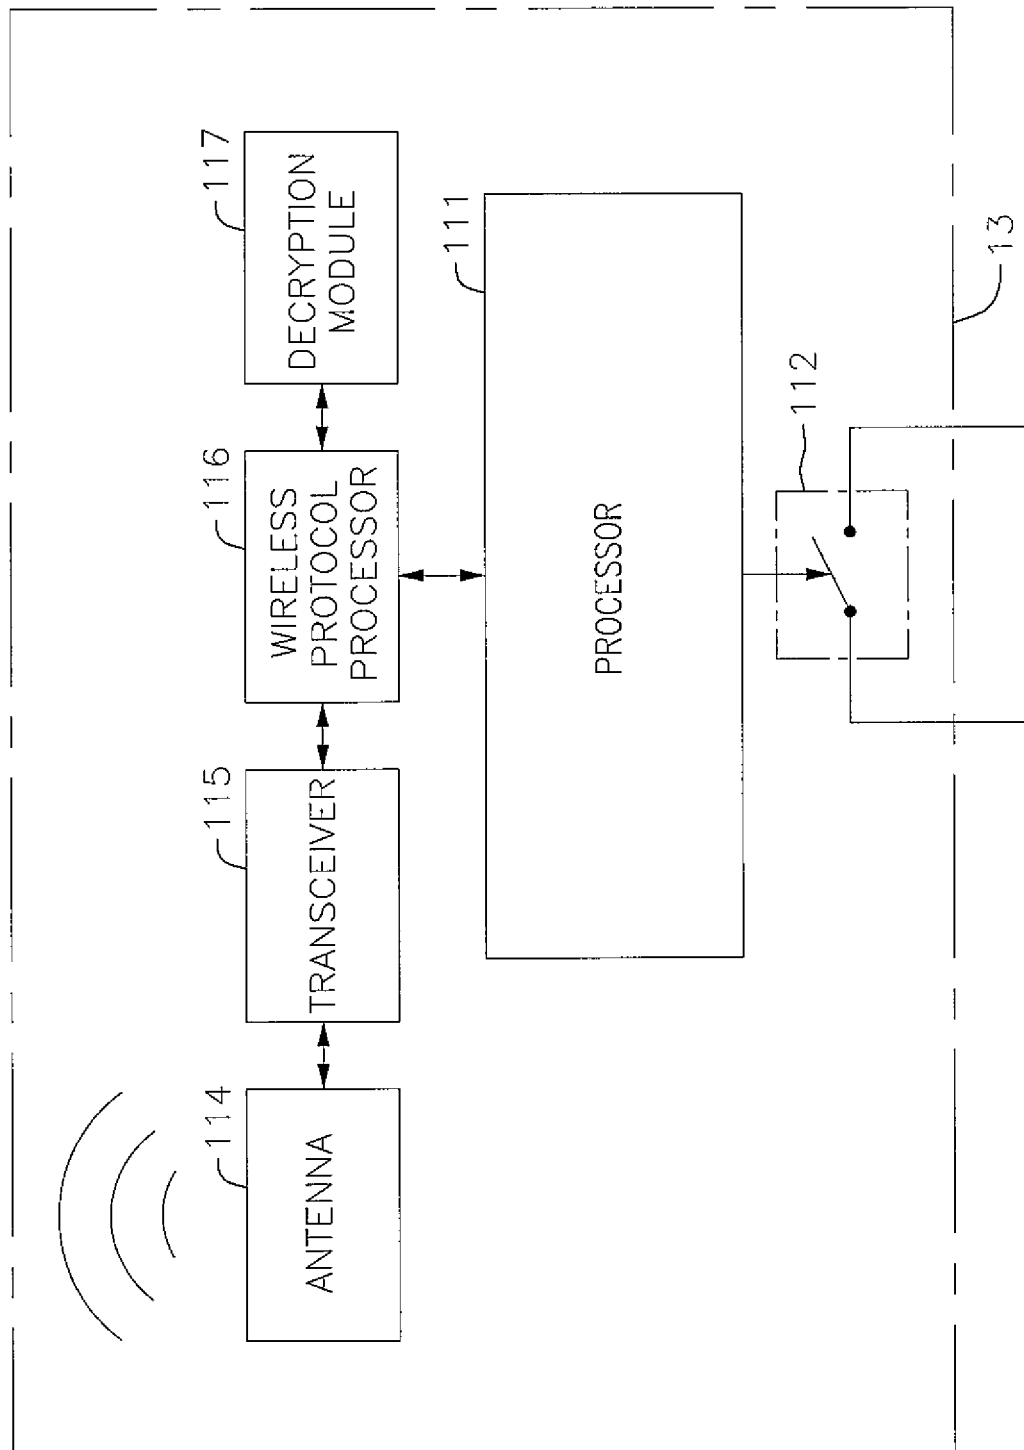 114
ANTENNA
115
TRANSCEIVER
116
WIRELESS
PROTOCOL
PROCESSOR
117
DECRYPTION
MODULE
111
PROCESSOR
112
13